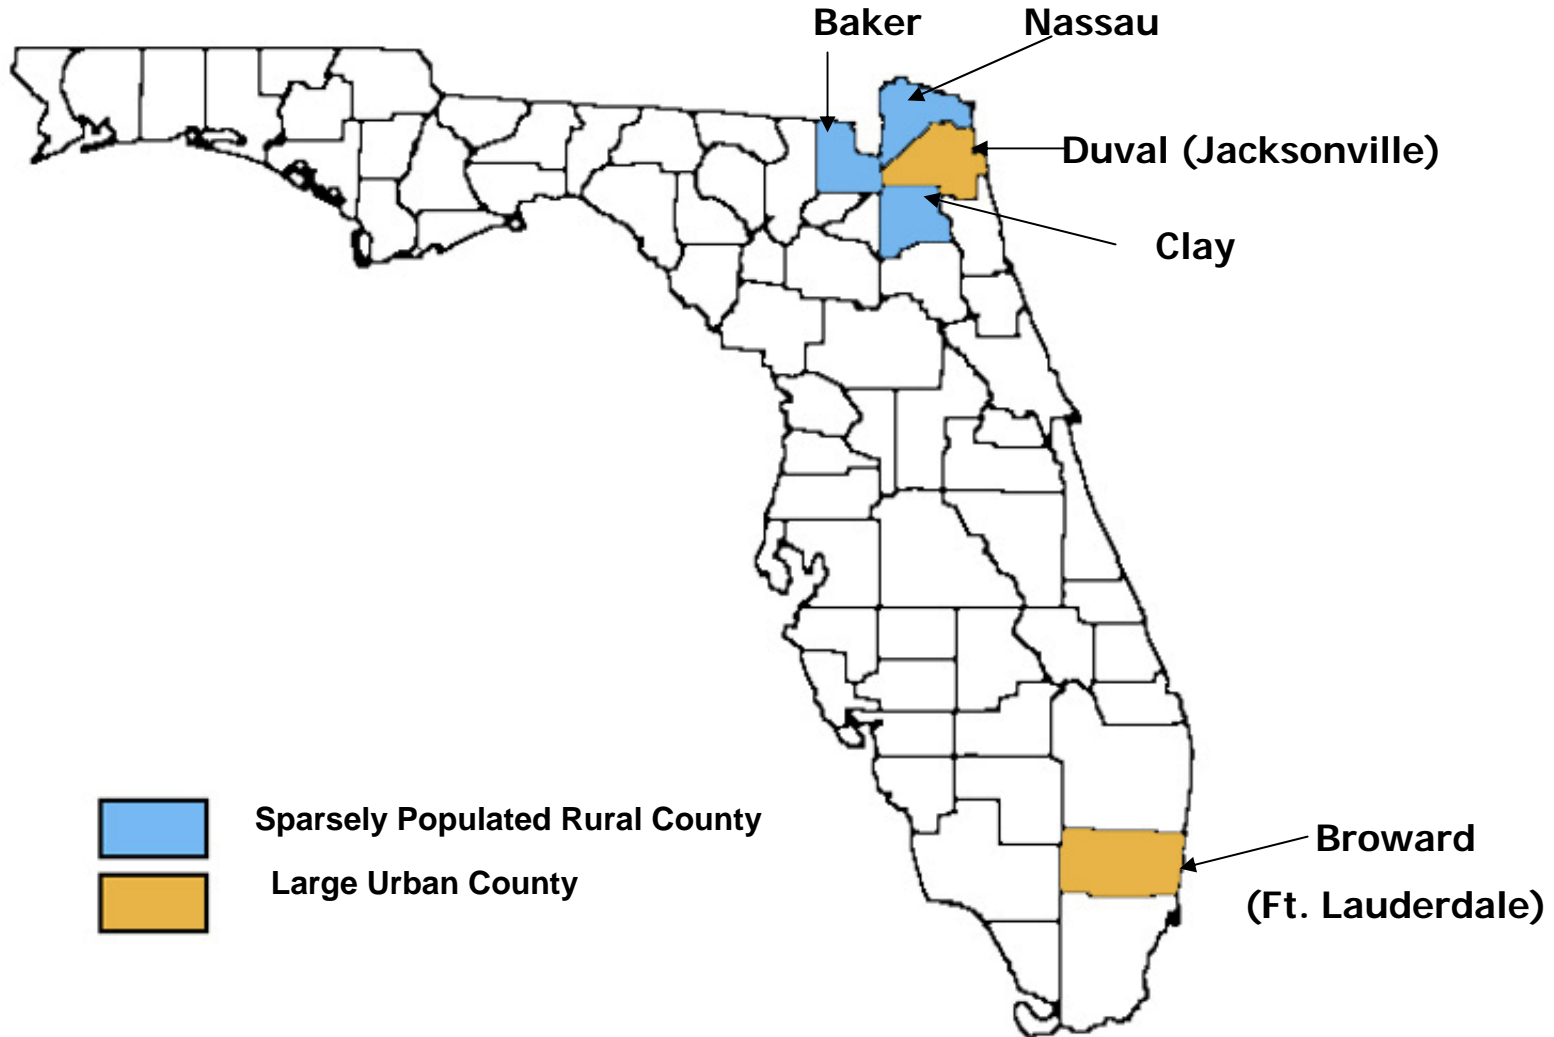 Baker
Nassau
Duval (Jacksonville)
Clay
Sparsely Populated Rural County
Large Urban County
Broward
(Ft. Lauderdale)